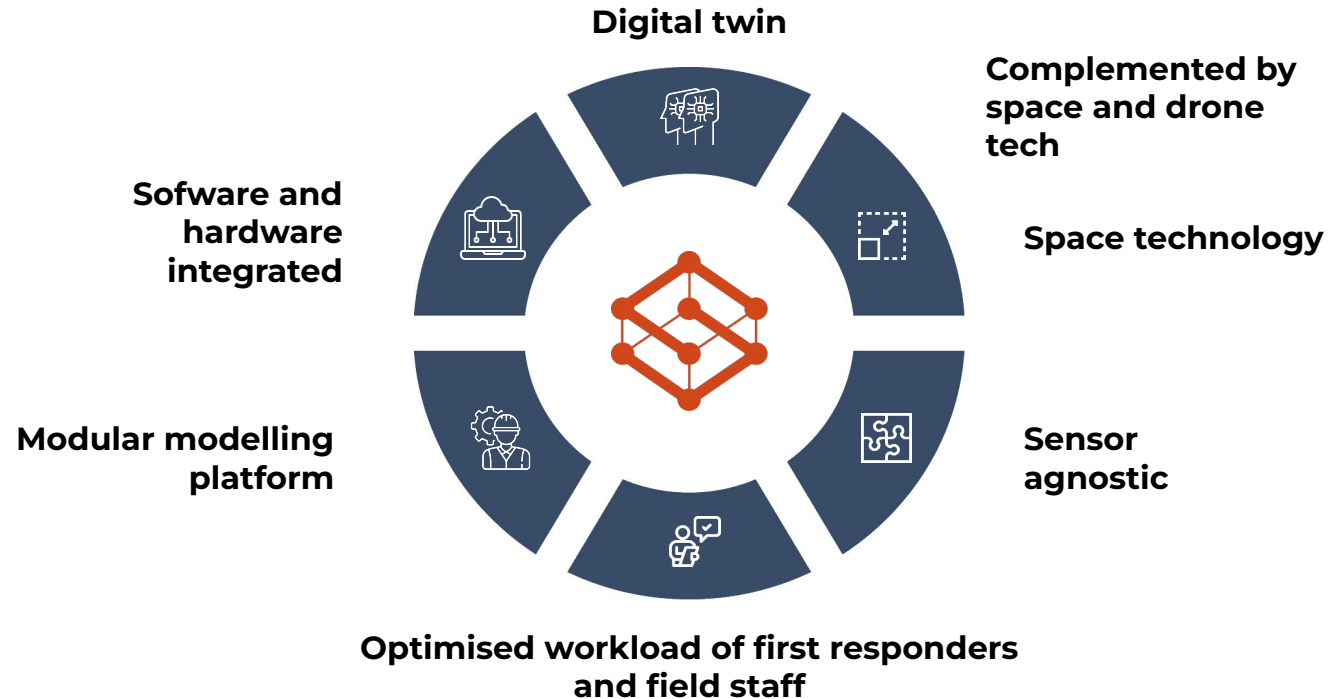 Digital twin
Complemented by
space and drone
tech
Sofware and
hardware
integrated
Space technology
Modular modelling
platform
Sensor
agnostic
Optimised workload of first responders
and field staff